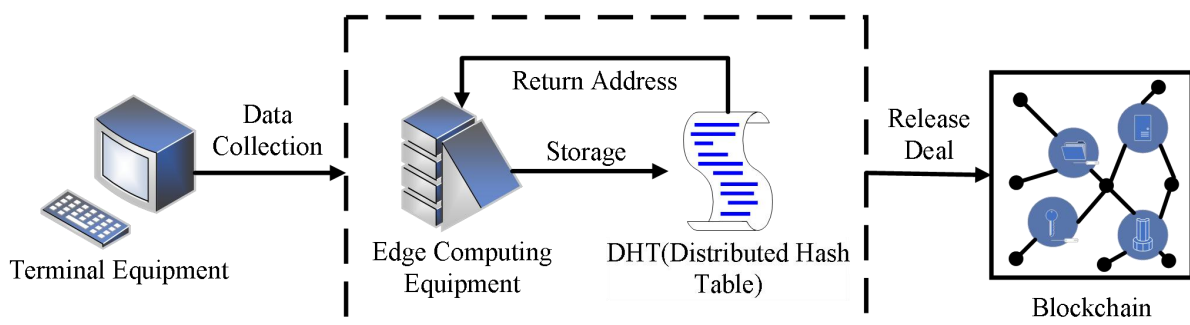 Data
Collection
Terminal Equipment
Return Address
Storage
Edge Computing
Equipment
DHT(Distributed Hash
Table)
Release
Deal
Blockchain